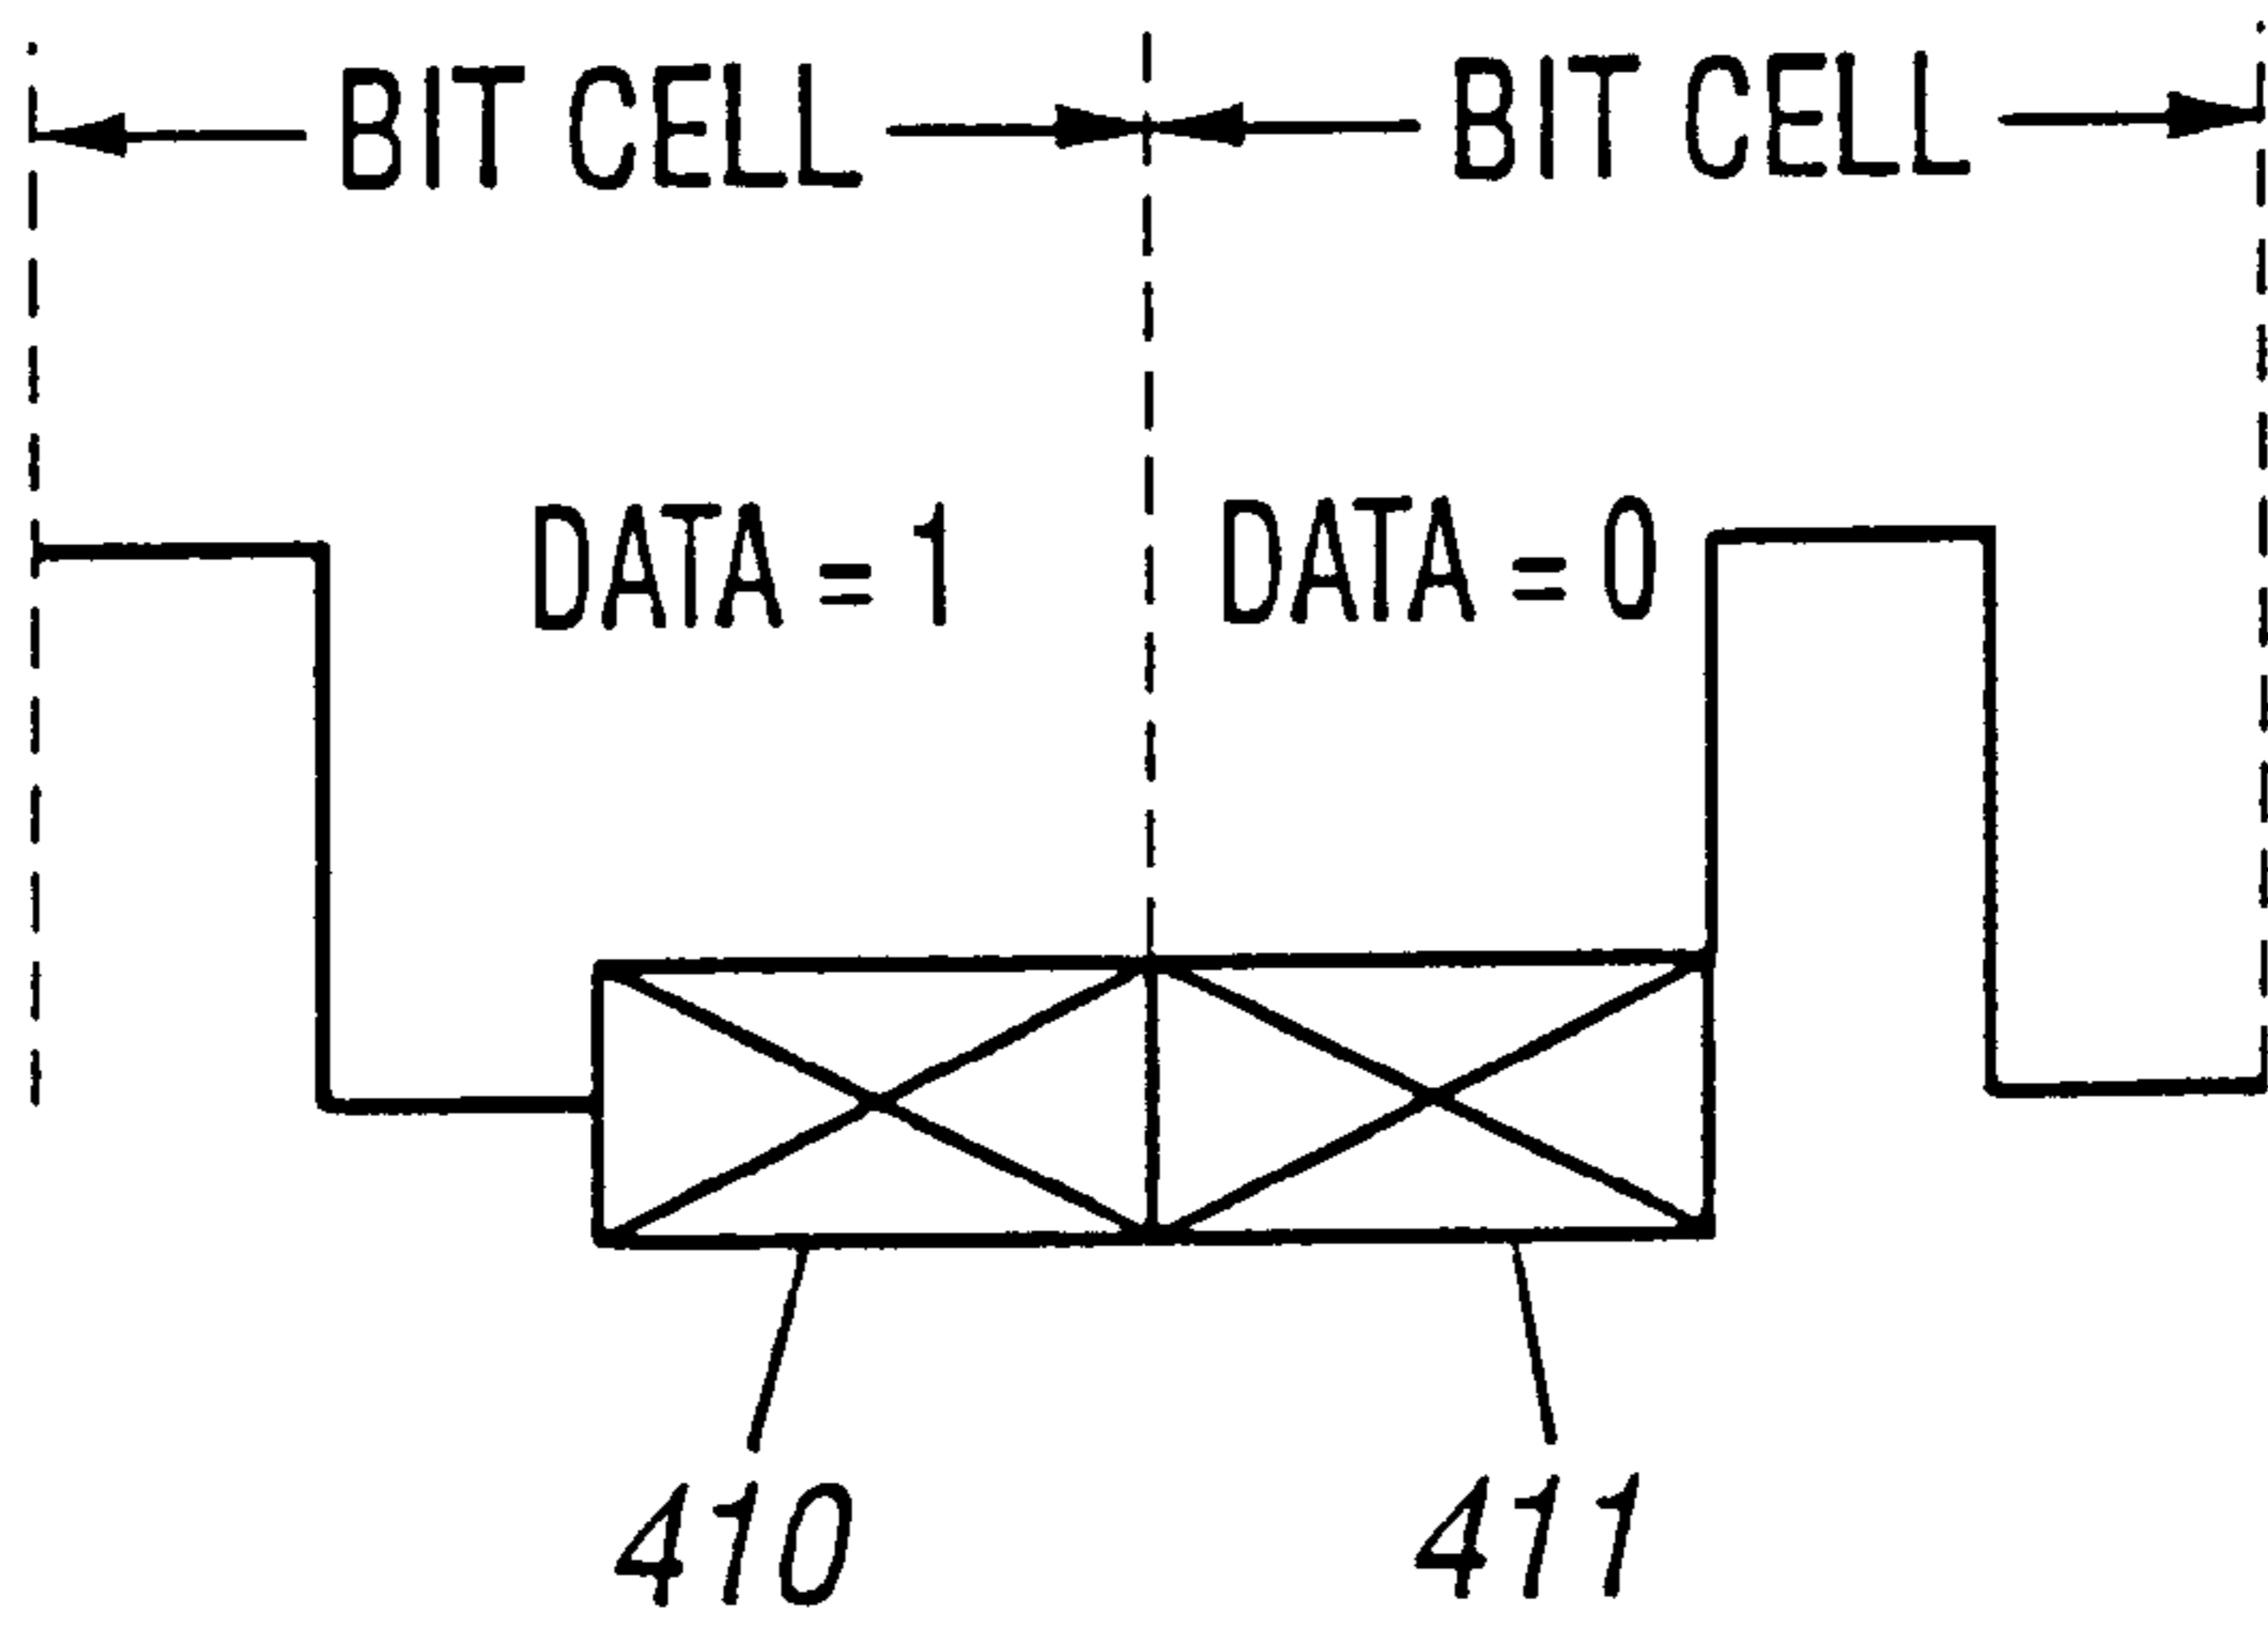 BIT CELL BIT CELL
DATA = 1 DATA = 0
410 411